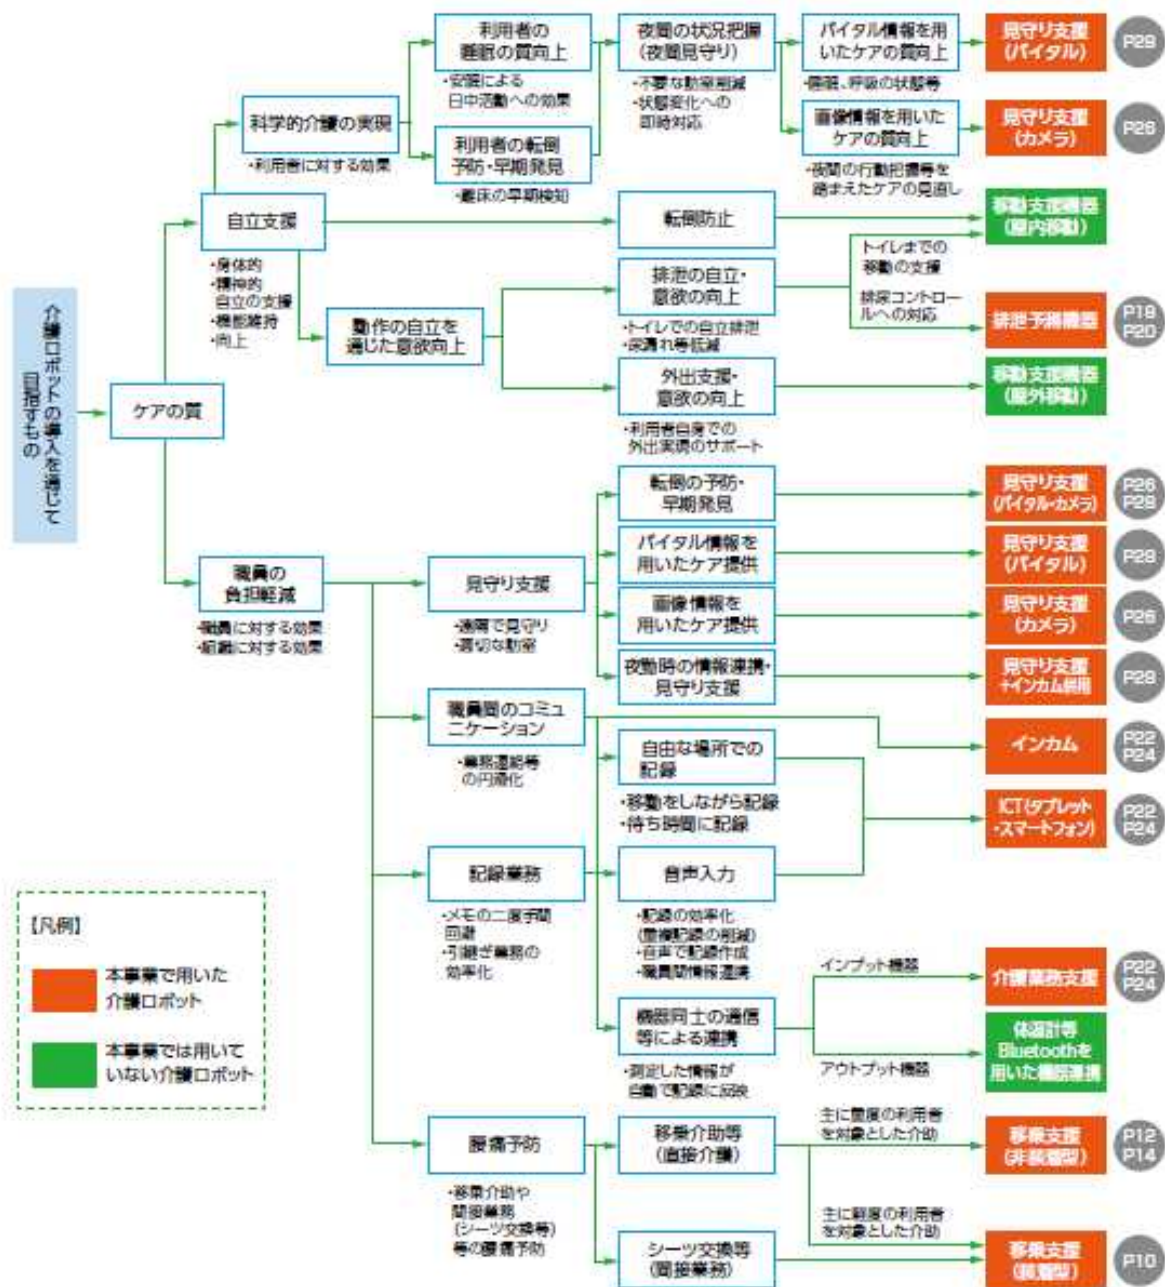 介護ロボットの導入を通じて
目指すもの
ケアの質
自立支援
・身体的
・精神的
自立の支援
・機能維持
・向上
科学的介護の実現
・利用者に対する効果
利用者の
睡眠の質向上
・安眠による
日中活動への効果
利用者の転倒
予防・早期発見
・離床の早期検知
夜間の状況把握
(夜間見守り)
・不要な訪室削減
・状態変化への
即時対応
バイタル情報を用
いたケアの質向上
・睡眠、呼吸の状態等
画像情報を用いた
ケアの質向上
・夜間の行動把握等を
踏まえたケアの見直し
見守り支援
(バイタル)
見守り支援
(カメラ)
P26
転倒防止
移動支援機器
(屋内移動)
動作の自立を
通じた意欲向上
排泄の自立・
意欲の向上
・トイレでの自立排泄
・尿漏れ等低減
トイレまでの
移動の支援
排尿コントロー
ルへの対応
排泄予測機器
P18
P20
外出支援・
意欲の向上
・利用者自身での
外出実現のサポート
移動支援機器
(屋外移動)
職員の
負担軽減
・職員に対する効果
・組織に対する効果
見守り支援
・遠隔で見守り
・適切な訪室
転倒の予防・
早期発見
見守り支援
(バイタル・カメラ)
P26
P28
バイタル情報を
用いたケア提供
見守り支援
(バイタル)
P28
画像情報を
用いたケア提供
見守り支援
(カメラ)
P26
夜勤時の情報連携・
見守り支援
見守り支援
+インカム併用
P28
職員間のコミュ
ニケーション
・業務連絡等
の円滑化
インカム
P22
P24
自由な場所での
記録
・移動をしながら記録
・待ち時間に記録
ICT(タブレット
・スマートフォン)
P22
P24
記録業務
・メモの二度手間
回避
・引継ぎ業務の
効率化
音声入力
・記録の効率化
(重複記録の削減)
・音声で記録作成
・職員間情報連携
機器同士の通信
等による連携
・測定した情報が
自動で記録に反映
インプット機器
介護業務支援
P22
P24
アウトプット機器
体温計等
Bluetoothを
用いた機器連携
腰痛予防
・移乗介助や
間接業務
(シーツ交換等)
等の腰痛予防
移乗介助等
(直接介護)
主に重度の利用者
を対象とした介助
移乗支援
(非装着型)
P12
P14
主に軽度の利用者
を対象とした介助
シーツ交換等
(間接業務)
移乗支援
(装着型)
P10
【凡例】
本事業で用いた
介護ロボット
本事業では用いて
いない介護ロボット